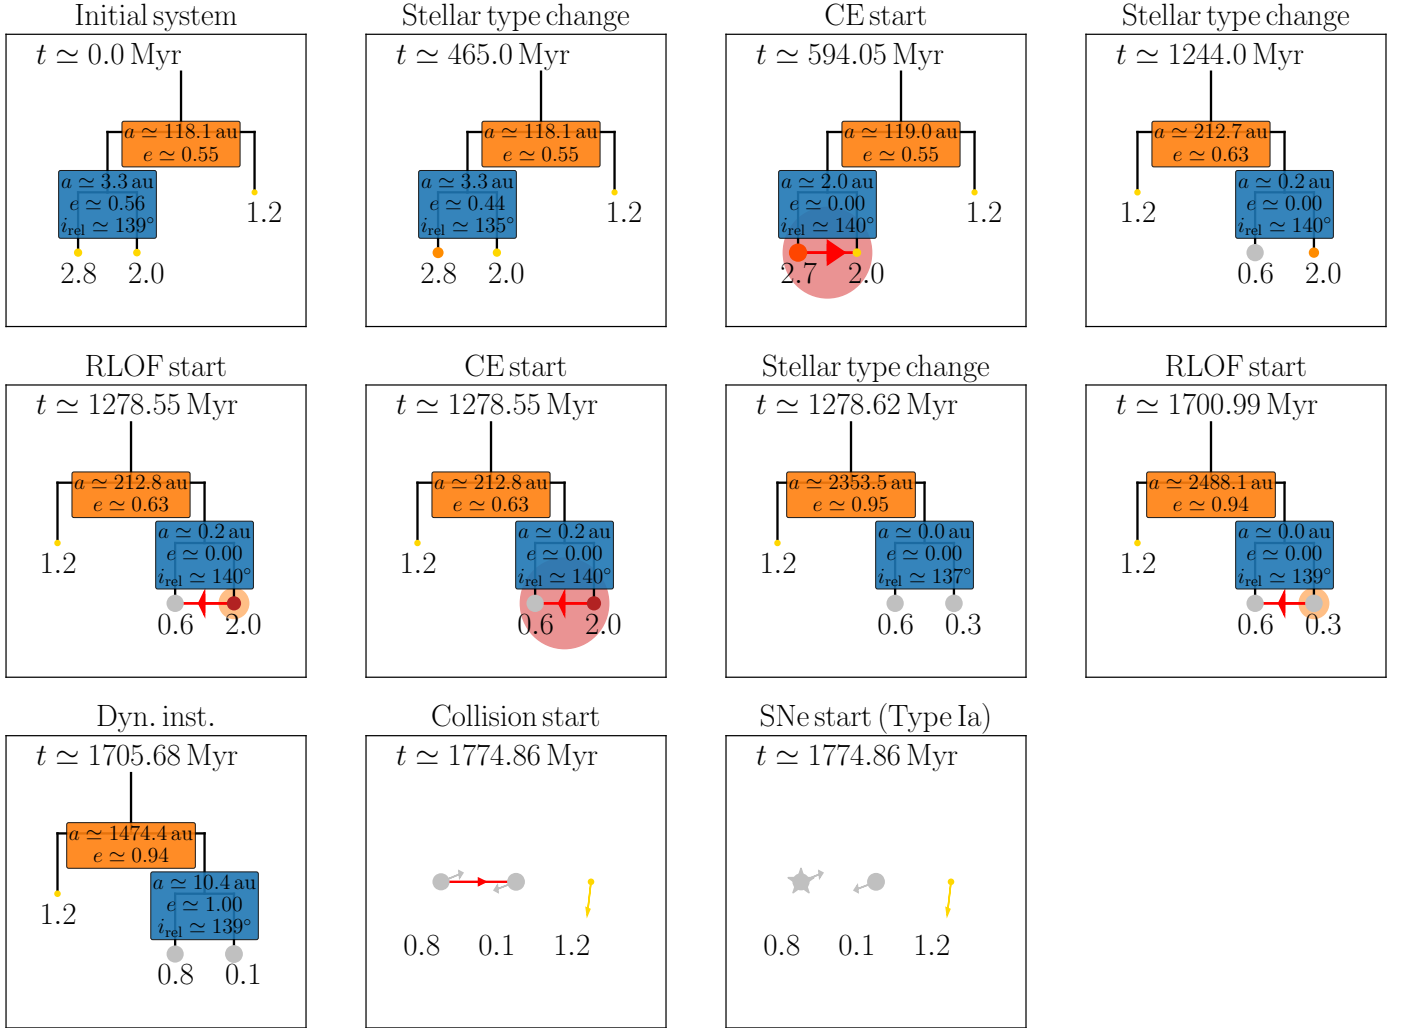 Initial system
t ≃ 0.0 Myr
a ≃ 118.1 au
e ≃ 0.55
a ≃ 3.3 au
e ≃ 0.56
i_rel ≃ 139°
1.2
2.8 2.0
Stellar type change
t ≃ 465.0 Myr
a ≃ 118.1 au
e ≃ 0.55
a ≃ 3.3 au
e ≃ 0.44
i_rel ≃ 135°
1.2
2.8 2.0
CE start
t ≃ 594.05 Myr
a ≃ 119.0 au
e ≃ 0.55
a ≃ 2.0 au
e ≃ 0.00
i_rel ≃ 140°
1.2
2.7 2.0
Stellar type change
t ≃ 1244.0 Myr
a ≃ 212.7 au
e ≃ 0.63
a ≃ 0.2 au
e ≃ 0.00
i_rel ≃ 140°
1.2
0.6 2.0
RLOF start
t ≃ 1278.55 Myr
a ≃ 212.8 au
e ≃ 0.63
a ≃ 0.2 au
e ≃ 0.00
i_rel ≃ 140°
1.2
0.6 2.0
CE start
t ≃ 1278.55 Myr
a ≃ 212.8 au
e ≃ 0.63
a ≃ 0.2 au
e ≃ 0.00
i_rel ≃ 140°
1.2
0.6 2.0
Stellar type change
t ≃ 1278.62 Myr
a ≃ 2353.5 au
e ≃ 0.95
a ≃ 0.0 au
e ≃ 0.00
i_rel ≃ 137°
1.2
0.6 0.3
RLOF start
t ≃ 1700.99 Myr
a ≃ 2488.1 au
e ≃ 0.94
a ≃ 0.0 au
e ≃ 0.00
i_rel ≃ 139°
1.2
0.6 0.3
Dyn. inst.
t ≃ 1705.68 Myr
a ≃ 1474.4 au
e ≃ 0.94
a ≃ 10.4 au
e ≃ 1.00
i_rel ≃ 139°
1.2
0.8 0.1
Collision start
t ≃ 1774.86 Myr
0.8 0.1 1.2
SNe start (Type Ia)
t ≃ 1774.86 Myr
0.8 0.1 1.2